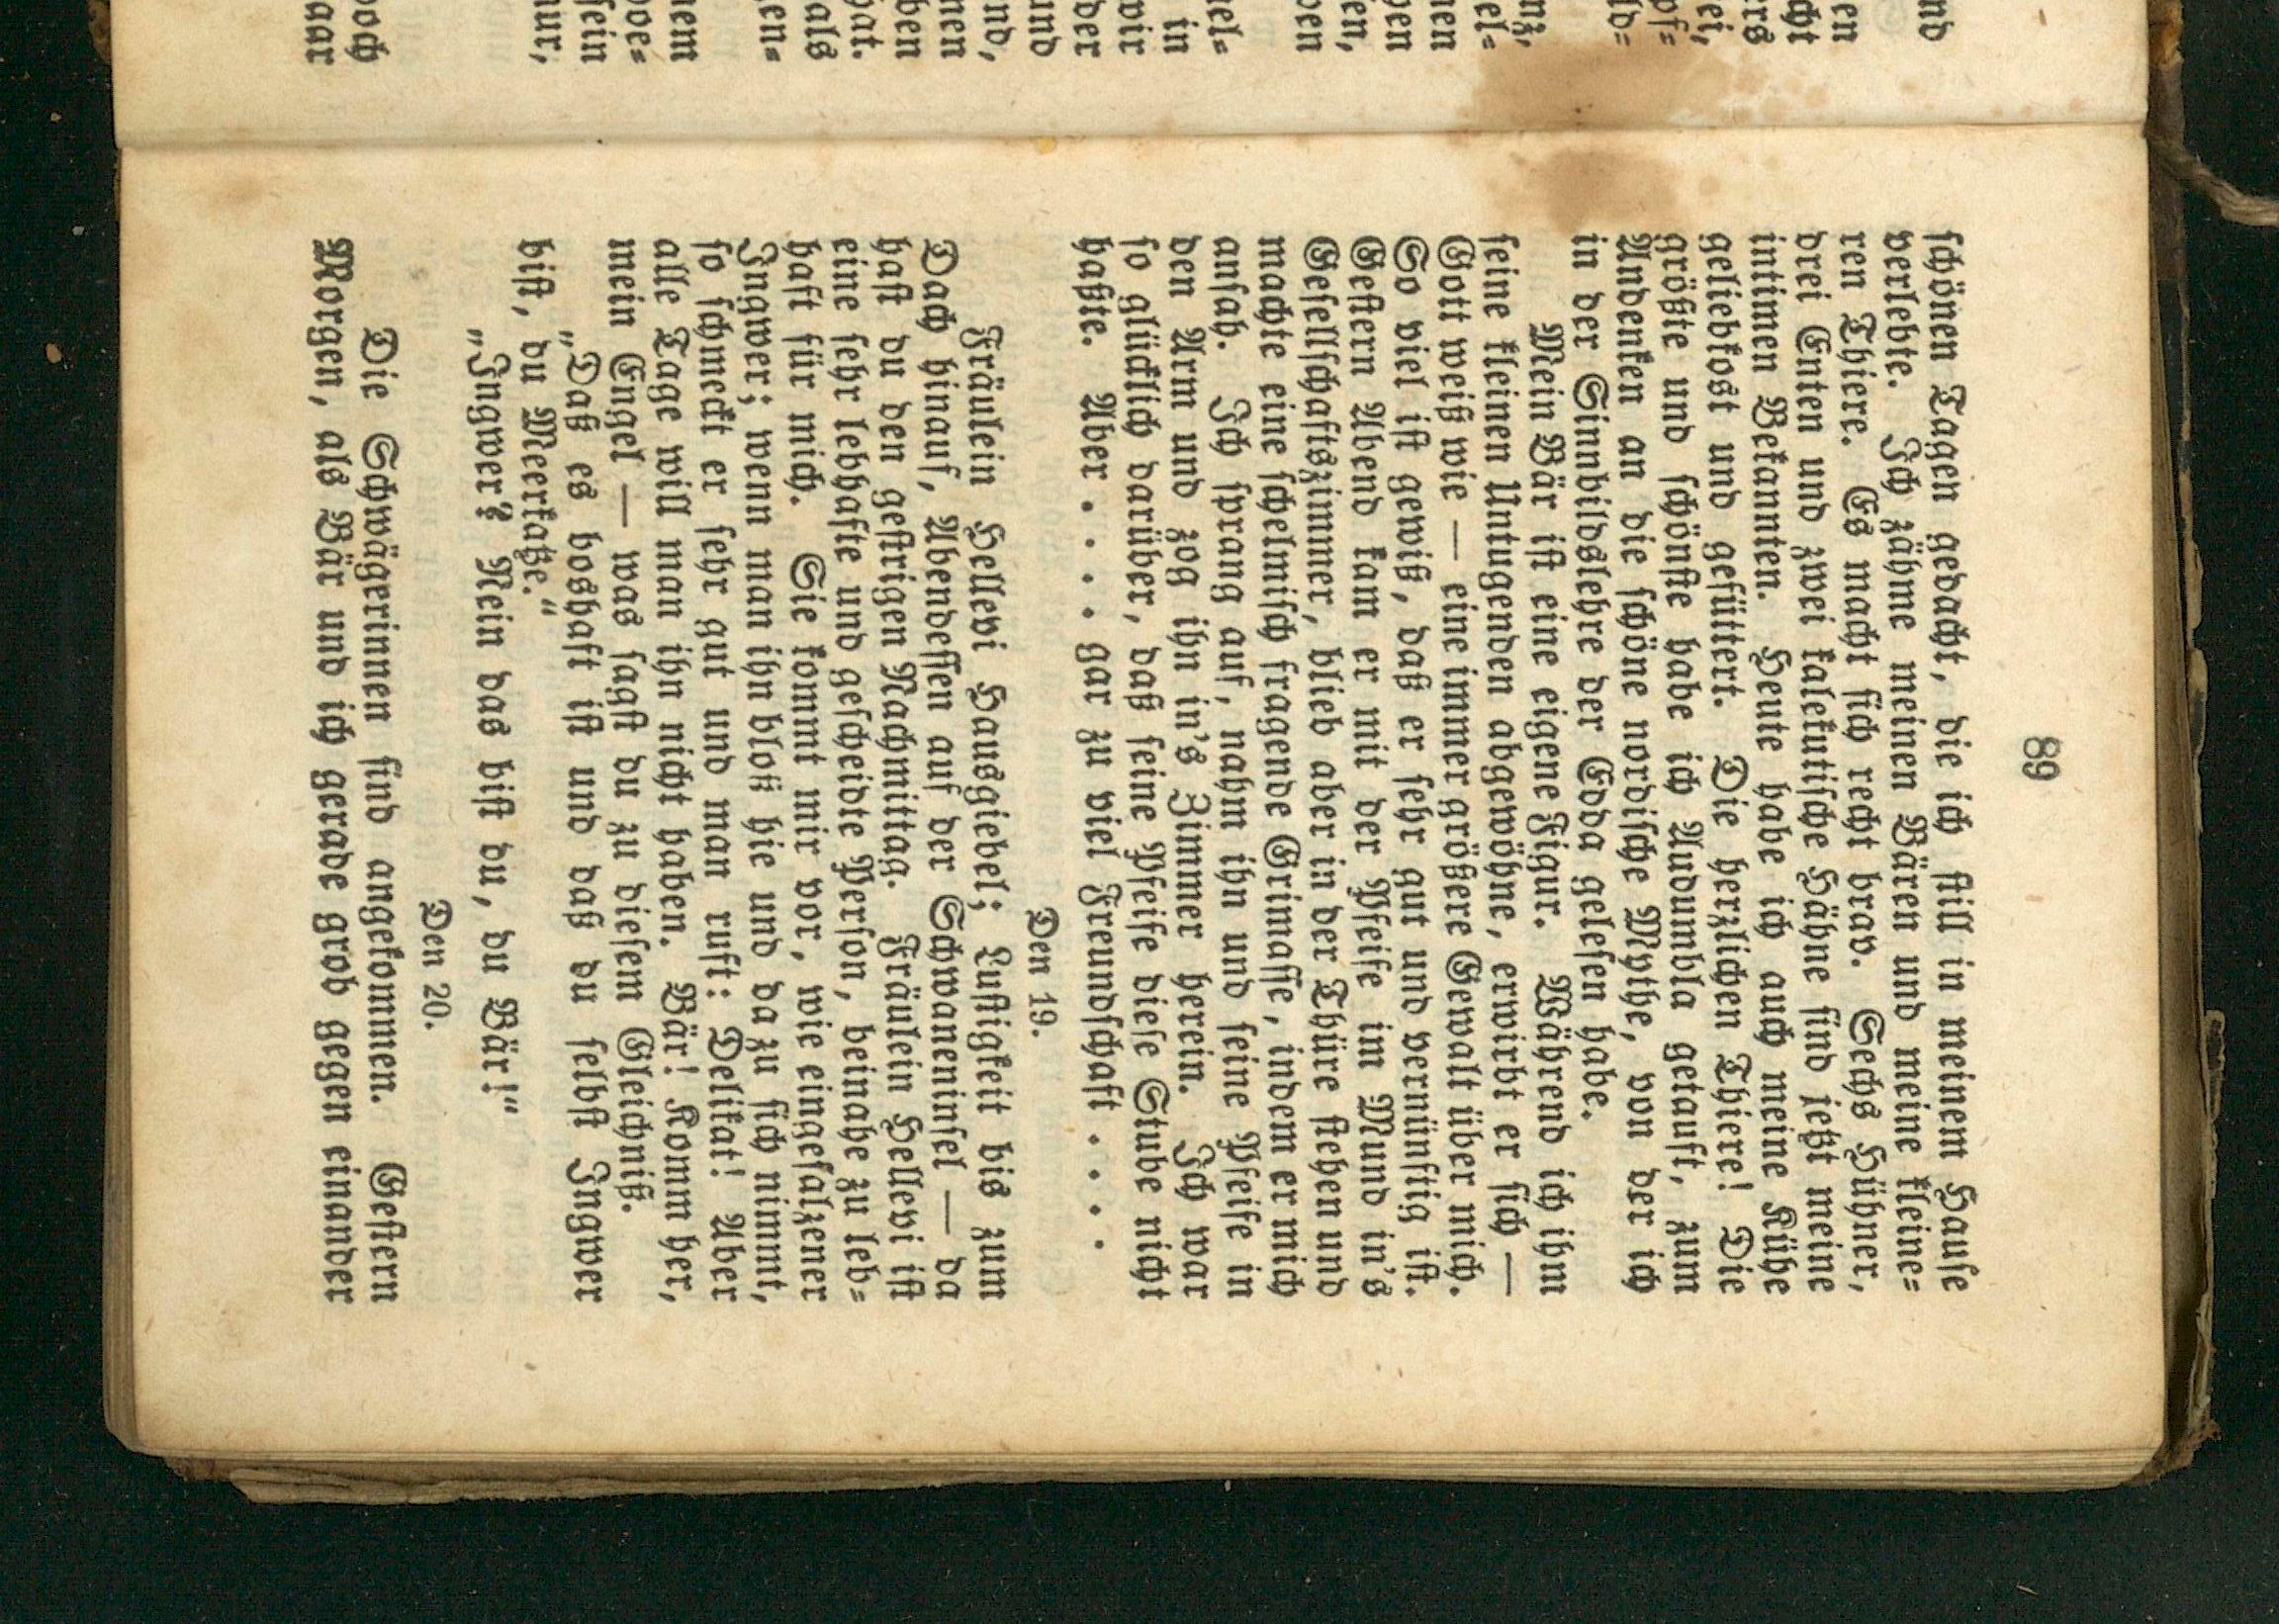 89
schönen Tagen gedacht, die ich still in meinem Hause
verlebte. Ich zähme meinen Bären und meine kleine-
ren Thiere. Es macht sich recht brav. Sechs Hühner,
drei Enten und zwei kalekutische Hähne sind jetzt meine
intimen Bekannten. Heute habe ich auch meine Kühe
geliebkost und gefüttert. Die herzlichen Thiere! Die
größte und schönste habe ich Audumbla getauft, zum
Andenken an die schöne nordische Mythe, von der ich
in der Sinnbildslehre der Edda gelesen habe.
Mein Bär ist eine eigene Figur. Während ich ihm
seine kleinen Untugenden abgewöhne, erwirbt er sich —
Gott weiß wie — eine immer größere Gewalt über mich.
So viel ist gewiß, daß er sehr gut und vernünftig ist.
Gestern Abend kam er mit der Pfeife im Mund in's
Gesellschaftszimmer, blieb aber in der Thüre stehen und
machte eine schelmisch fragende Grimasse, indem er mich
ansah. Ich sprang auf, nahm ihn und seine Pfeife in
den Arm und zog ihn in's Zimmer herein. Ich war
so glücklich darüber, daß seine Pfeife diese Stube nicht
haßte. Aber . . . . gar zu viel Freundschaft . . . .
Den 19.
Fräulein Hellevi Hausgiebel; Lustigkeit bis zum
Dach hinauf, Abendessen auf der Schwaneninsel — da
hast du den gestrigen Nachmittag. Fräulein Hellevi ist
eine sehr lebhafte und gescheidte Person, beinahe zu leb-
haft für mich. Sie kommt mir vor, wie eingesalzener
Ingwer; wenn man ihn bloß hie und da zu sich nimmt,
so schmeckt er sehr gut und man ruft: Delikat! Aber
alle Tage will man ihn nicht haben. Bär! Komm her,
mein Engel — was sagst du zu diesem Gleichniß.
„Daß es boshaft ist und daß du selbst Ingwer
bist, du Meerkatze.“
„Ingwer? Nein das bist du, du Bär!“
Den 20.
Die Schwägerinnen sind angekommen. Gestern
Morgen, als Bär und ich gerade grob gegen einander